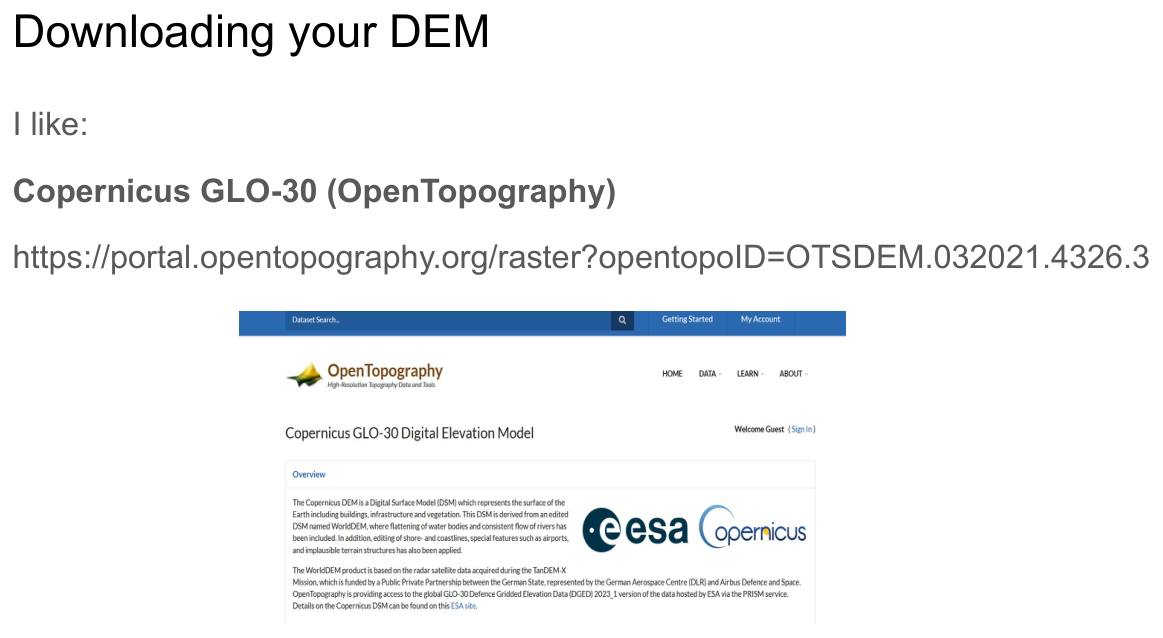 Downloading your DEM
I like:
Copernicus GLO-30 (OpenTopography)
https://portal.opentopography.org/raster?opentopoID=OTSDEM.032021.4326.3
Dataset Search.. Getting Started My Account
OpenTopography
High-Resolution Topography Data and Tools
HOME DATA LEARN ABOUT
Copernicus GLO-30 Digital Elevation Model
Welcome Guest (Sign In)
Overview
The Copernicus DEM is a Digital Surface Model (DSM) which represents the surface of the
Earth including buildings, infrastructure and vegetation. This DSM is derived from an edited
DSM named WorldDEM, where flattening of water bodies and consistent flow of rivers has
been included. In addition, editing of shore- and coastlines, special features such as airports,
and implausible terrain structures has also been applied.
esa opernicus
The WorldDEM product is based on the radar satellite data acquired during the TanDEM-X
Mission, which is funded by a Public Private Partnership between the German State, represented by the German Aerospace Centre (DLR) and Airbus Defence and Space.
OpenTopography is providing access to the global GLO-30 Defence Gridded Elevation Data (DGED) 2023_1 version of the data hosted by ESA via the PRISM service.
Details on the Copernicus DSM can be found on this ESA site.